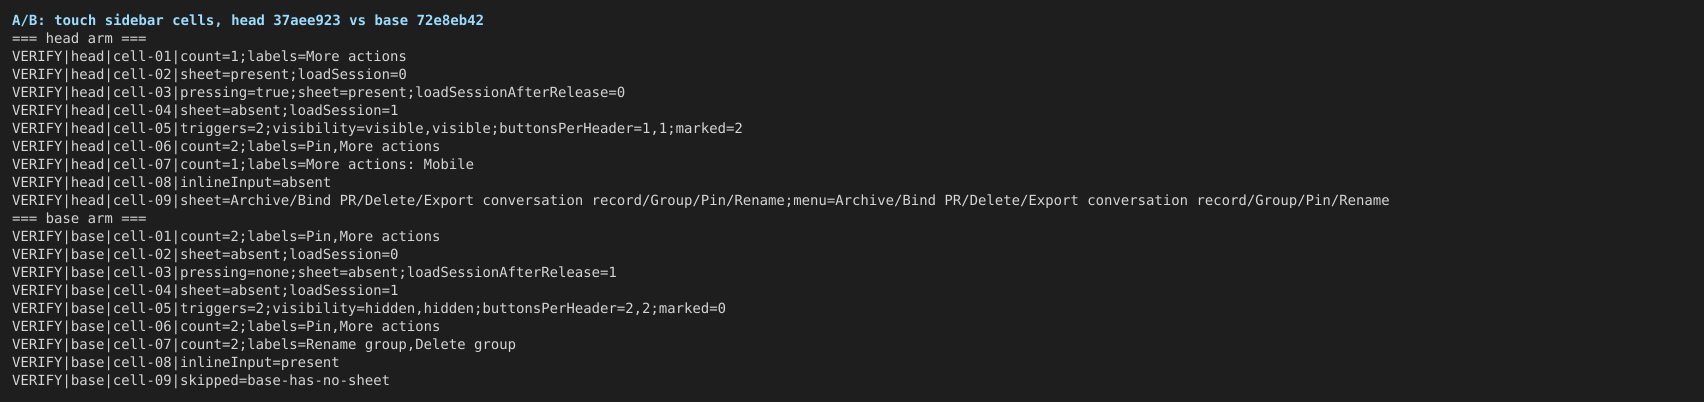 A/B: touch sidebar cells, head 37aee923 vs base 72e8eb42
=== head arm ===
VERIFY|head|cell-01|count=1;labels=More actions
VERIFY|head|cell-02|sheet=present;loadSession=0
VERIFY|head|cell-03|pressing=true;sheet=present;loadSessionAfterRelease=0
VERIFY|head|cell-04|sheet=absent;loadSession=1
VERIFY|head|cell-05|triggers=2;visibility=visible,visible;buttonsPerHeader=1,1;marked=2
VERIFY|head|cell-06|count=2;labels=Pin,More actions
VERIFY|head|cell-07|count=1;labels=More actions: Mobile
VERIFY|head|cell-08|inlineInput=absent
VERIFY|head|cell-09|sheet=Archive/Bind PR/Delete/Export conversation record/Group/Pin/Rename;menu=Archive/Bind PR/Delete/Export conversation record/Group/Pin/Rename
=== base arm ===
VERIFY|base|cell-01|count=2;labels=Pin,More actions
VERIFY|base|cell-02|sheet=absent;loadSession=0
VERIFY|base|cell-03|pressing=none;sheet=absent;loadSessionAfterRelease=1
VERIFY|base|cell-04|sheet=absent;loadSession=1
VERIFY|base|cell-05|triggers=2;visibility=hidden,hidden;buttonsPerHeader=2,2;marked=0
VERIFY|base|cell-06|count=2;labels=Pin,More actions
VERIFY|base|cell-07|count=2;labels=Rename group,Delete group
VERIFY|base|cell-08|inlineInput=present
VERIFY|base|cell-09|skipped=base-has-no-sheet